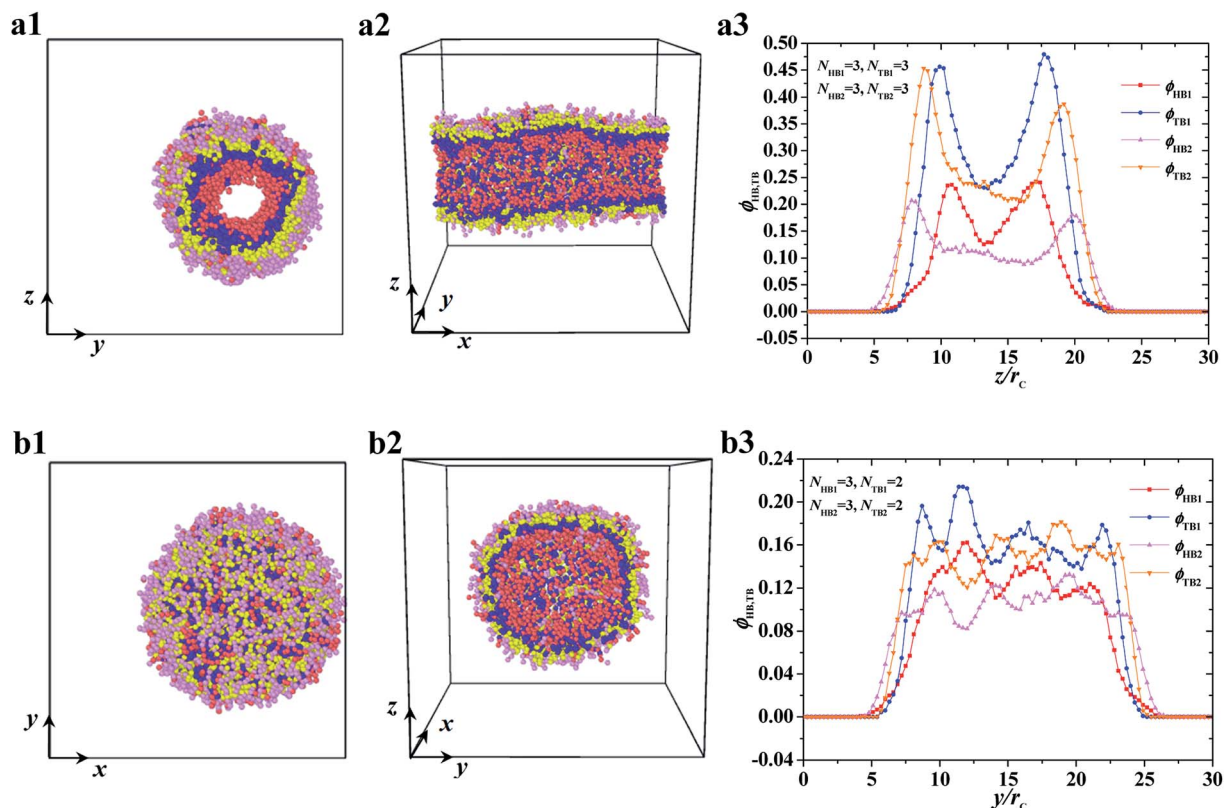 a1
z
y
a2
z
y
x
a3
0.50
0.45
0.40
0.35
0.30
0.25
0.20
0.15
0.10
0.05
0.00
-0.05
ϕHB,TB
NHB1=3, NTB1=3
NHB2=3, NTB2=3
ϕHB1
ϕTB1
ϕHB2
ϕTB2
0 5 10 15 20 25 30
z/rC
b1
y
x
b2
z
x
y
b3
0.24
0.20
0.16
0.12
0.08
0.04
0.00
-0.04
ϕHB,TB
NHB1=3, NTB1=2
NHB2=3, NTB2=2
ϕHB1
ϕTB1
ϕHB2
ϕTB2
0 5 10 15 20 25 30
y/rC